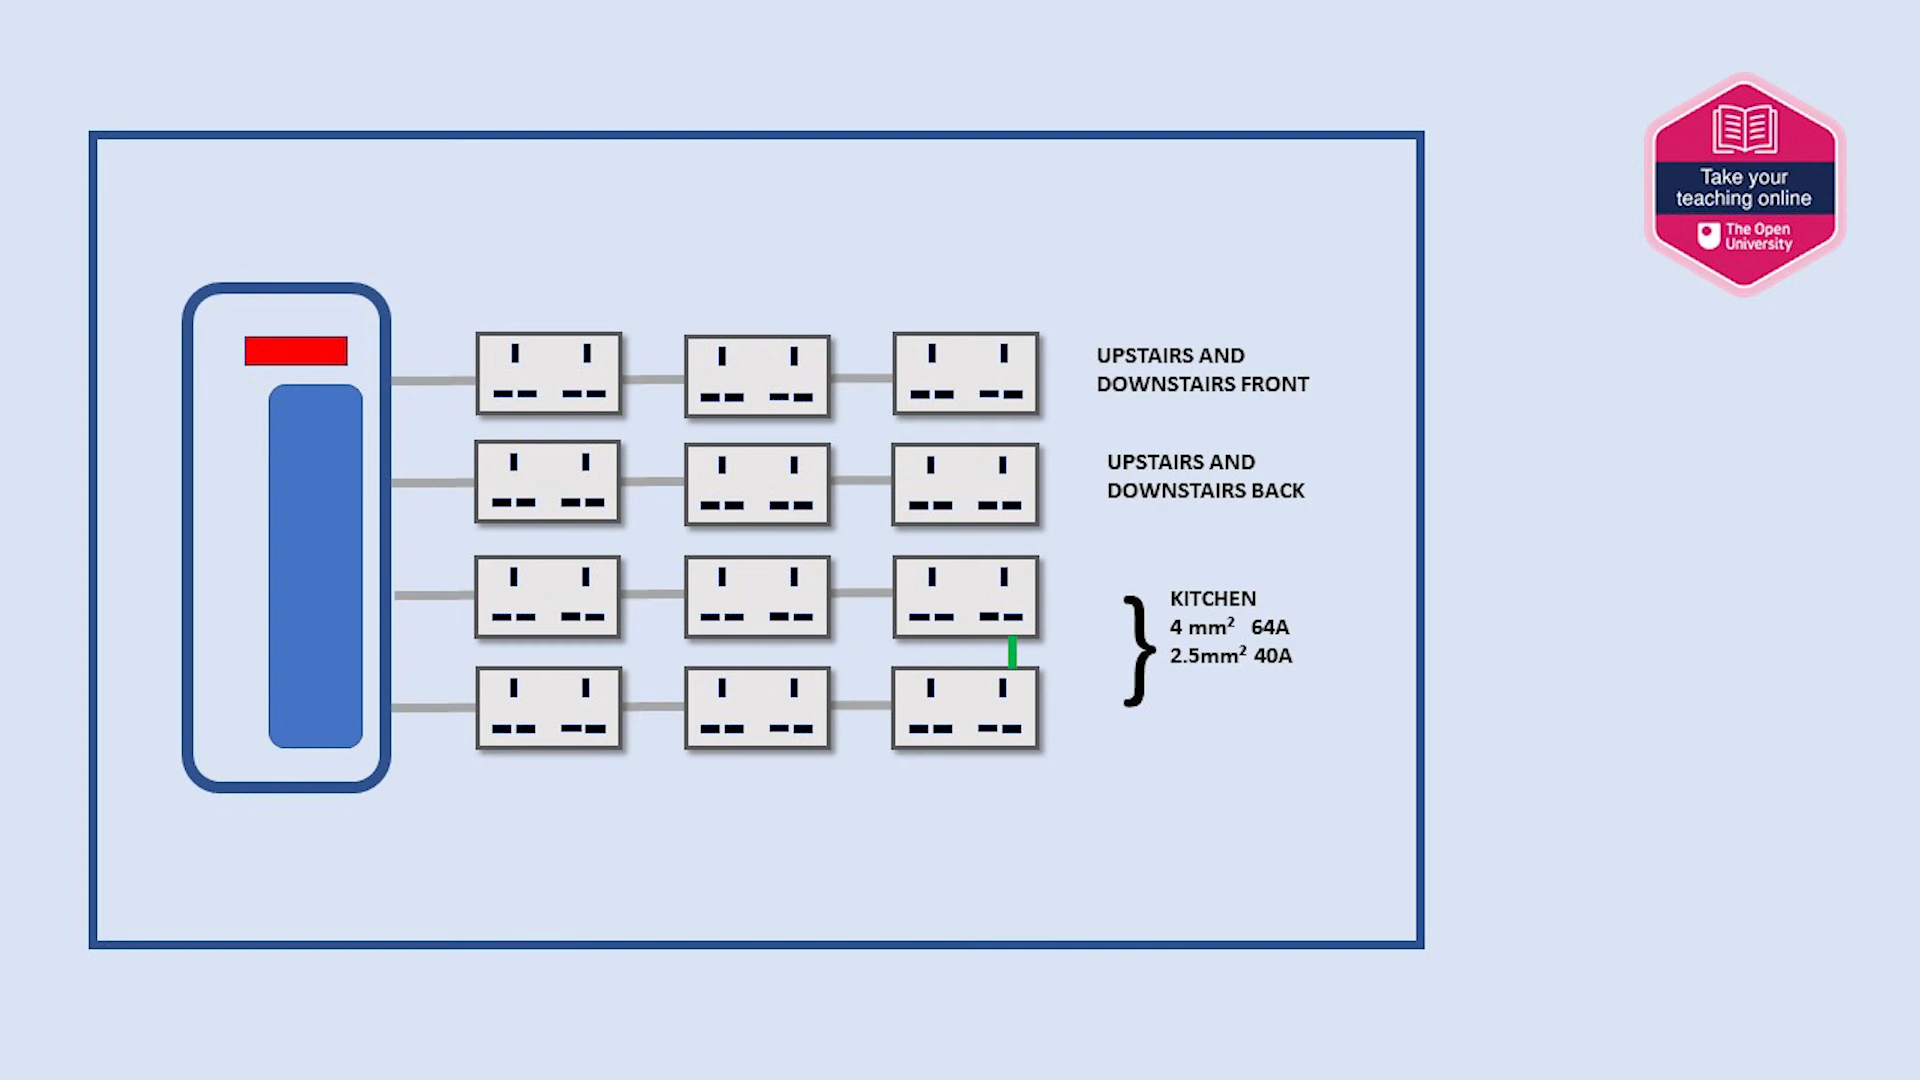 Take your
teaching online
The Open
University
UPSTAIRS AND
DOWNSTAIRS FRONT
UPSTAIRS AND
DOWNSTAIRS BACK
KITCHEN
4 mm² 64A
2.5mm² 40A